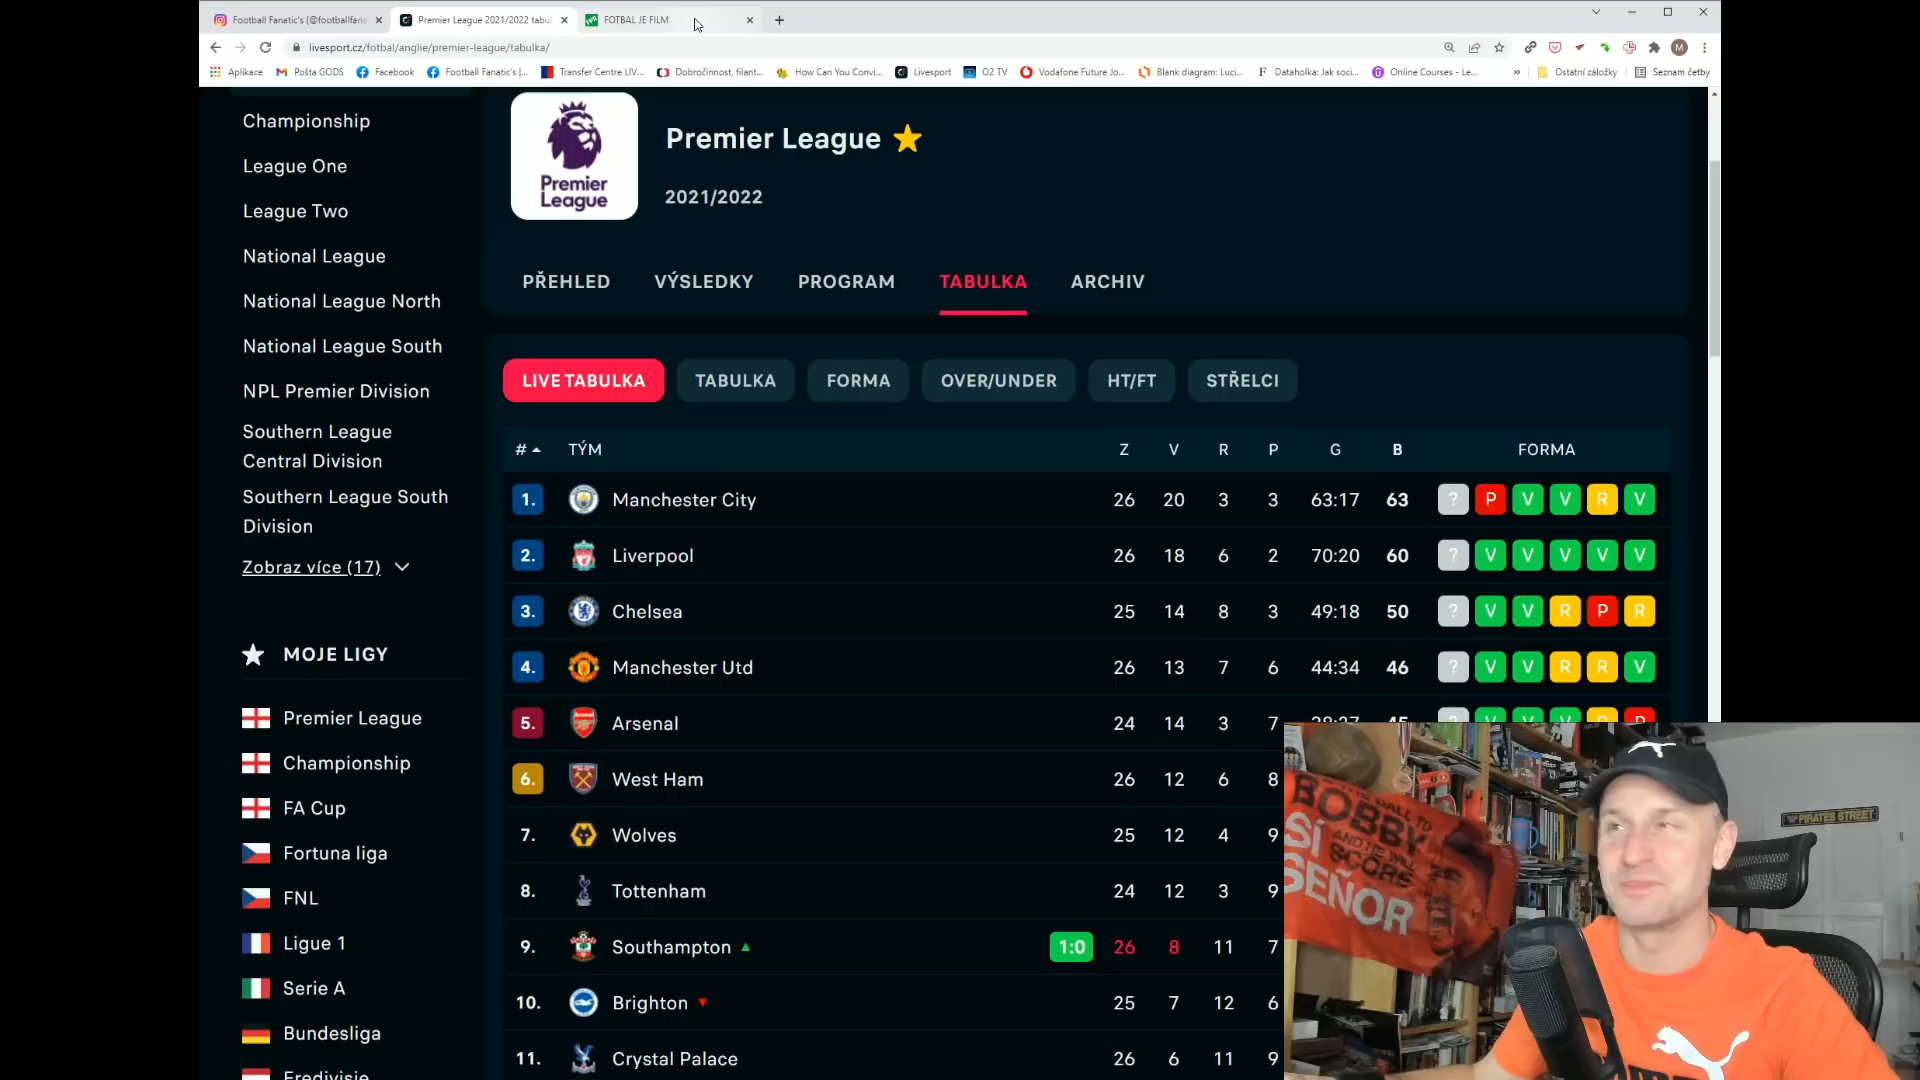 Football Fanatic's (@footballfana
Premier League 2021/2022 tabul
FOTBAL JE FILM
livesport.cz/fotbal/anglie/premier-league/tabulka/
M
Aplikace
Pošta GODS
Facebook
Football Fanatic's |...
Transfer Centre LIV...
Dobročinnost, filant...
How Can You Convi...
Livesport
O2 TV
Vodafone Future Jo...
Blank diagram: Luci...
Dataholka: Jak soci...
Online Courses - Le...
»
Ostatní záložky
Seznam četby
Championship
League One
League Two
National League
National League North
National League South
NPL Premier Division
Southern League
Central Division
Southern League South
Division
Zobraz více (17)
MOJE LIGY
Premier League
Championship
FA Cup
Fortuna liga
FNL
Ligue 1
Serie A
Bundesliga
Eredivisie
Premier
League
Premier League
2021/2022
PŘEHLED VÝSLEDKY PROGRAM TABULKA ARCHIV
LIVE TABULKA TABULKA FORMA OVER/UNDER HT/FT STŘELCI
# TÝM Z V R P G B FORMA
1. Manchester City 26 20 3 3 63:17 63 ? P V V R V
2. Liverpool 26 18 6 2 70:20 60 ? V V V V V
3. Chelsea 25 14 8 3 49:18 50 ? V V R P R
4. Manchester Utd 26 13 7 6 44:34 46 ? V V R R V
5. Arsenal 24 14 3 7
6. West Ham 26 12 6 8
7. Wolves 25 12 4 9
8. Tottenham 24 12 3 9
9. Southampton 1:0 26 8 11 7
10. Brighton 25 7 12 6
11. Crystal Palace 26 6 11 9
BOBBY
AND HE WILL
SCORE
SÍ
SEÑOR
PIRATES STREET